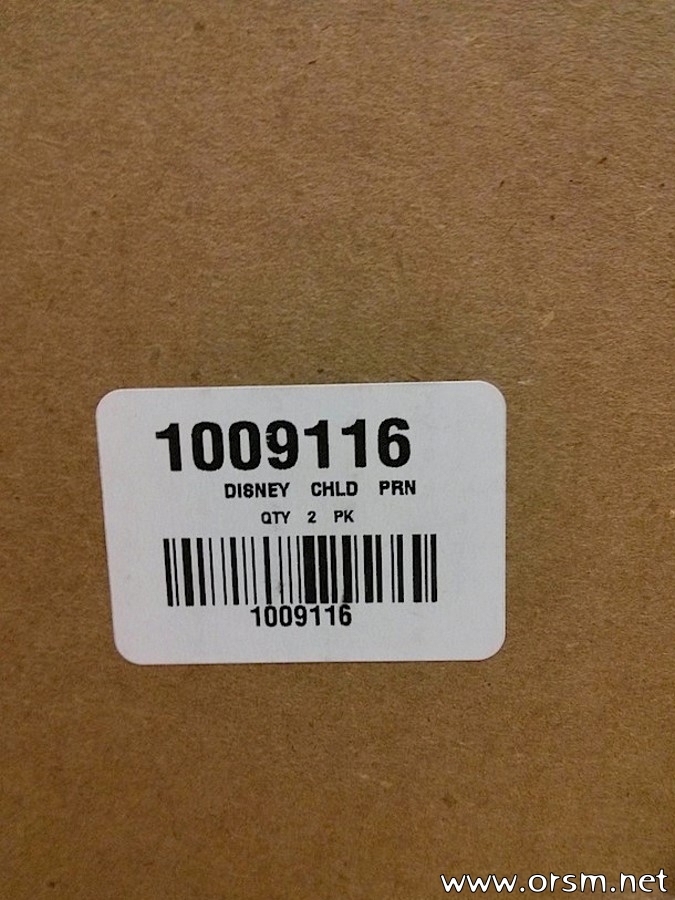 1009116
DISNEY CHLD PRN
QTY 2 PK
1009116
www.orsm.net